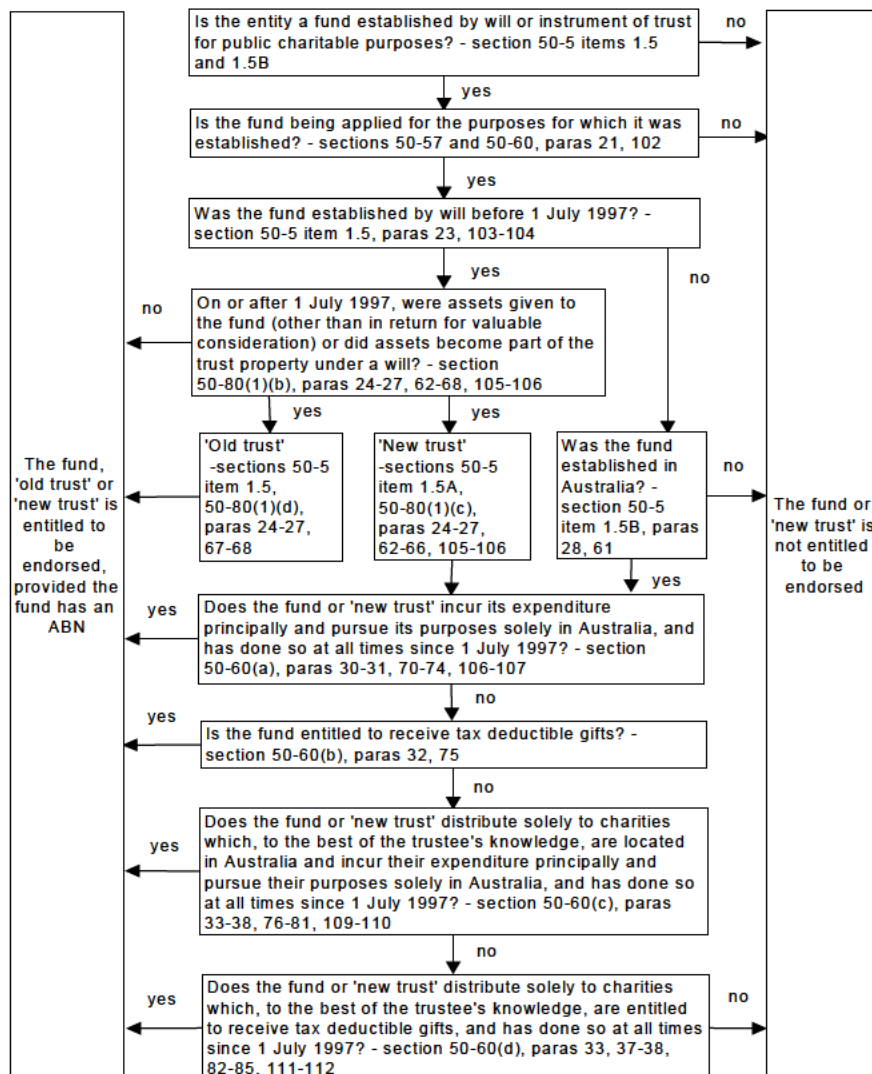 Is the entity a fund established by will or instrument of trust
for public charitable purposes? - section 50-5 items 1.5
and 1.5B
no
yes
Is the fund being applied for the purposes for which it was
established? - sections 50-57 and 50-60, paras 21, 102
no
yes
Was the fund established by will before 1 July 1997? -
section 50-5 item 1.5, paras 23, 103-104
yes
no
no
On or after 1 July 1997, were assets given to
the fund (other than in return for valuable
consideration) or did assets become part of the
trust property under a will? - section
50-80(1)(b), paras 24-27, 62-68, 105-106
yes
yes
'Old trust'
-sections 50-5
item 1.5,
50-80(1)(d),
paras 24-27,
67-68
'New trust'
-sections 50-5
item 1.5A,
50-80(1)(c),
paras 24-27,
62-66, 105-106
Was the fund
established in
Australia? -
section 50-5
item 1.5B, paras
28, 61
no
yes
The fund,
'old trust' or
'new trust' is
entitled to
be
endorsed,
provided the
fund has an
ABN
The fund or
'new trust' is
not entitled
to be
endorsed
yes
Does the fund or 'new trust' incur its expenditure
principally and pursue its purposes solely in Australia, and
has done so at all times since 1 July 1997? - section
50-60(a), paras 30-31, 70-74, 106-107
no
yes
Is the fund entitled to receive tax deductible gifts? -
section 50-60(b), paras 32, 75
no
yes
Does the fund or 'new trust' distribute solely to charities
which, to the best of the trustee's knowledge, are located
in Australia and incur their expenditure principally and
pursue their purposes solely in Australia, and has done so
at all times since 1 July 1997? - section 50-60(c), paras
33-38, 76-81, 109-110
no
yes
Does the fund or 'new trust' distribute solely to charities
which, to the best of the trustee's knowledge, are entitled
to receive tax deductible gifts, and has done so at all times
since 1 July 1997? - section 50-60(d), paras 33, 37-38,
82-85, 111-112
no